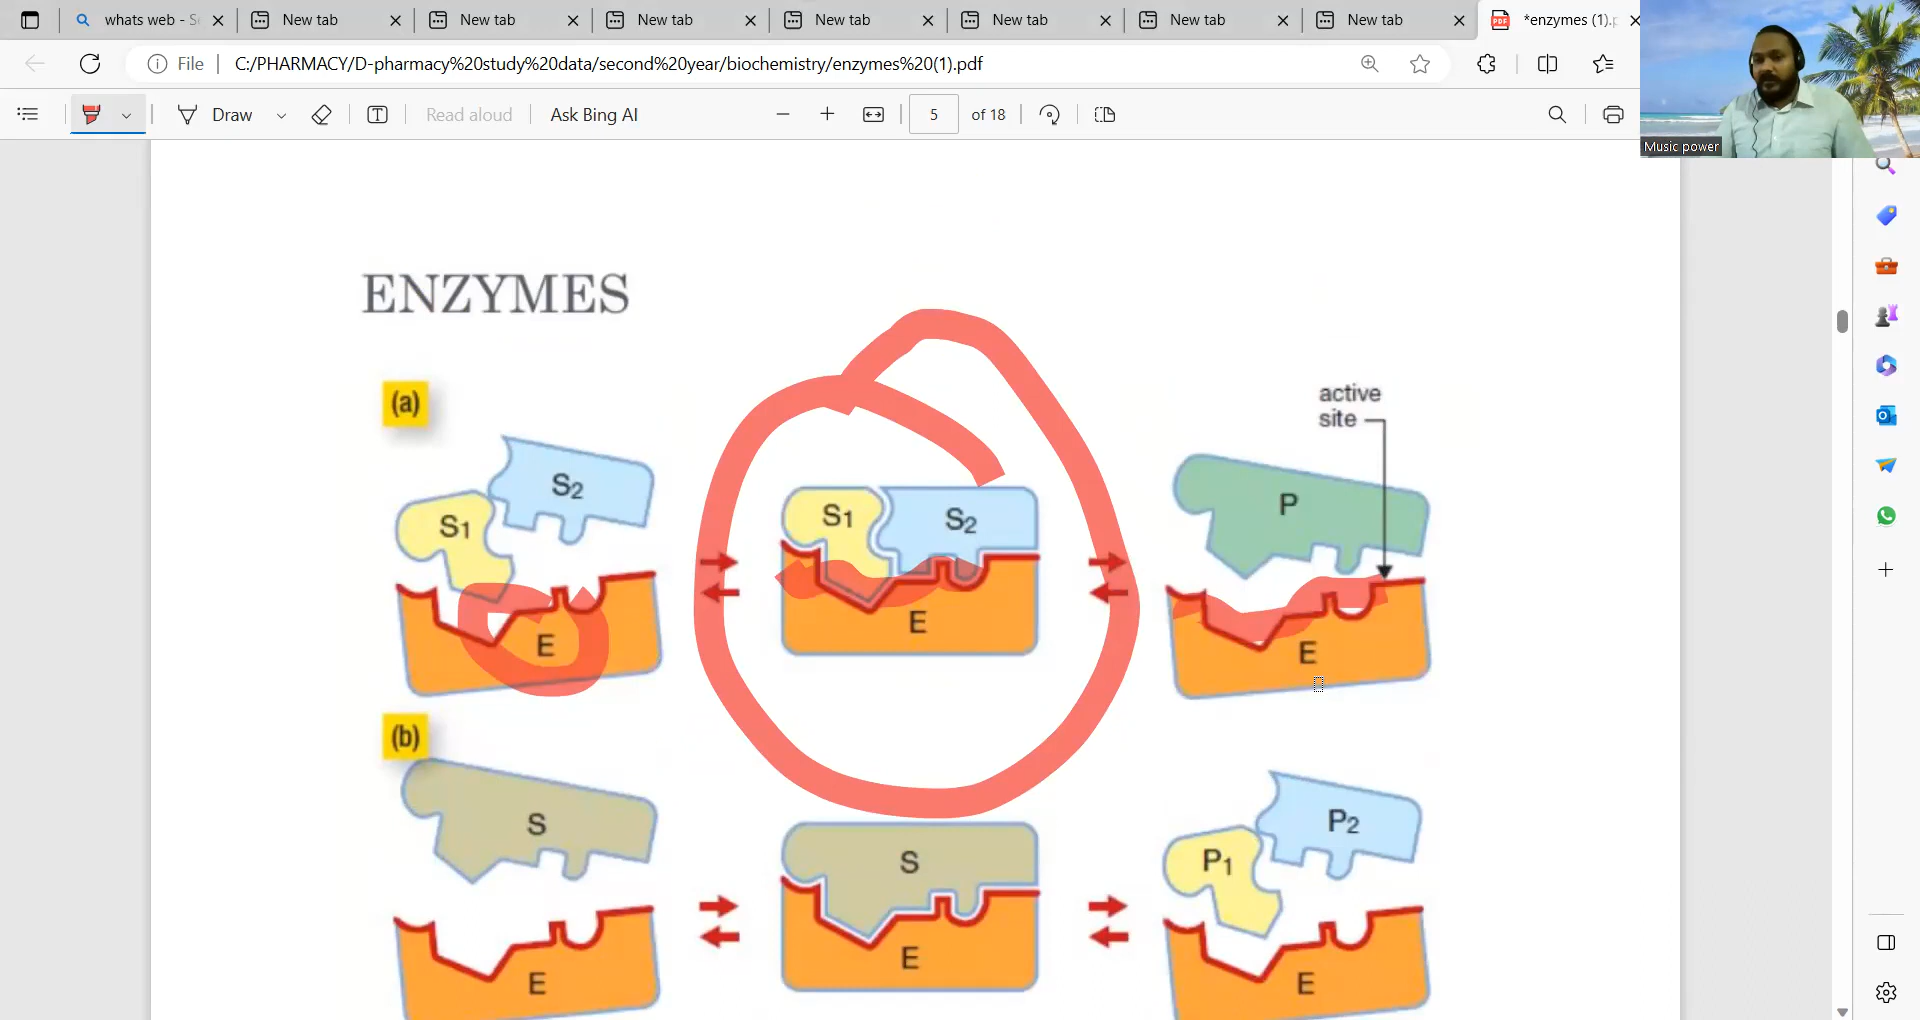 whats web - S
New tab
New tab
New tab
New tab
New tab
New tab
New tab
*enzymes (1).p
File
C:/PHARMACY/D-pharmacy%20study%20data/second%20year/biochemistry/enzymes%20(1).pdf
Draw
Read aloud
Ask Bing AI
5
of 18
Music power
ENZYMES
(a)
S2
S1
E
S1
S2
E
active
site
P
E
(b)
S
E
S
E
P2
P1
E